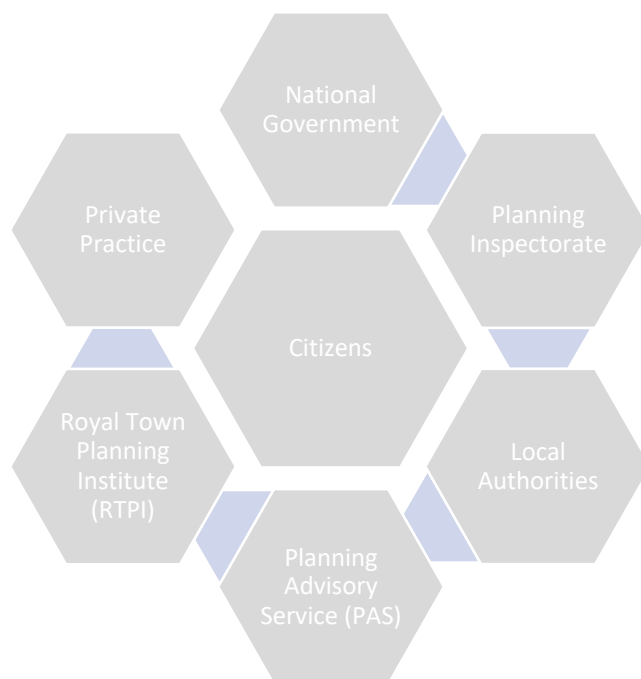 National
Government
Planning
Inspectorate
Private
Practice
Citizens
Local
Authorities
Royal Town
Planning
Institute
(RTPI)
Planning
Advisory
Service (PAS)